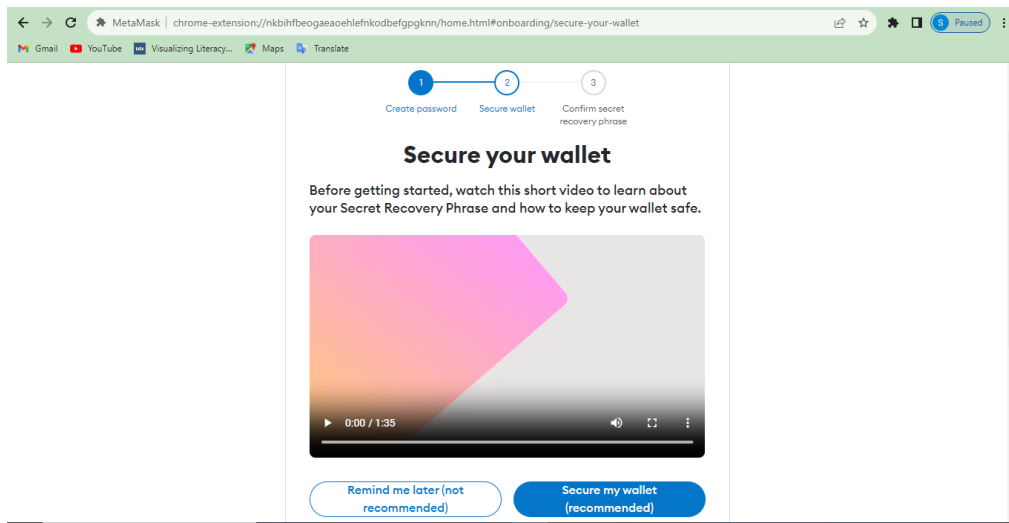 MetaMask | chrome-extension://nkbihfbeogaeaoehlefnkodbefgpgknn/home.html#onboarding/secure-your-wallet S Paused
Gmail YouTube Visualizing Literacy... Maps Translate
1 2 3
Create password Secure wallet Confirm secret
recovery phrase
Secure your wallet
Before getting started, watch this short video to learn about
your Secret Recovery Phrase and how to keep your wallet safe.
0:00 / 1:35
Remind me later (not Secure my wallet
recommended) (recommended)